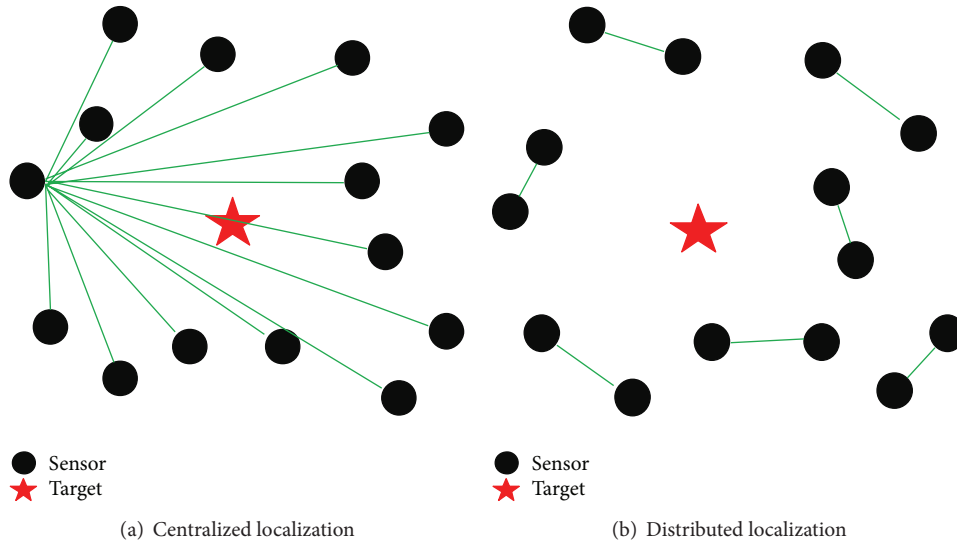 Sensor
Target
(a) Centralized localization
Sensor
Target
(b) Distributed localization